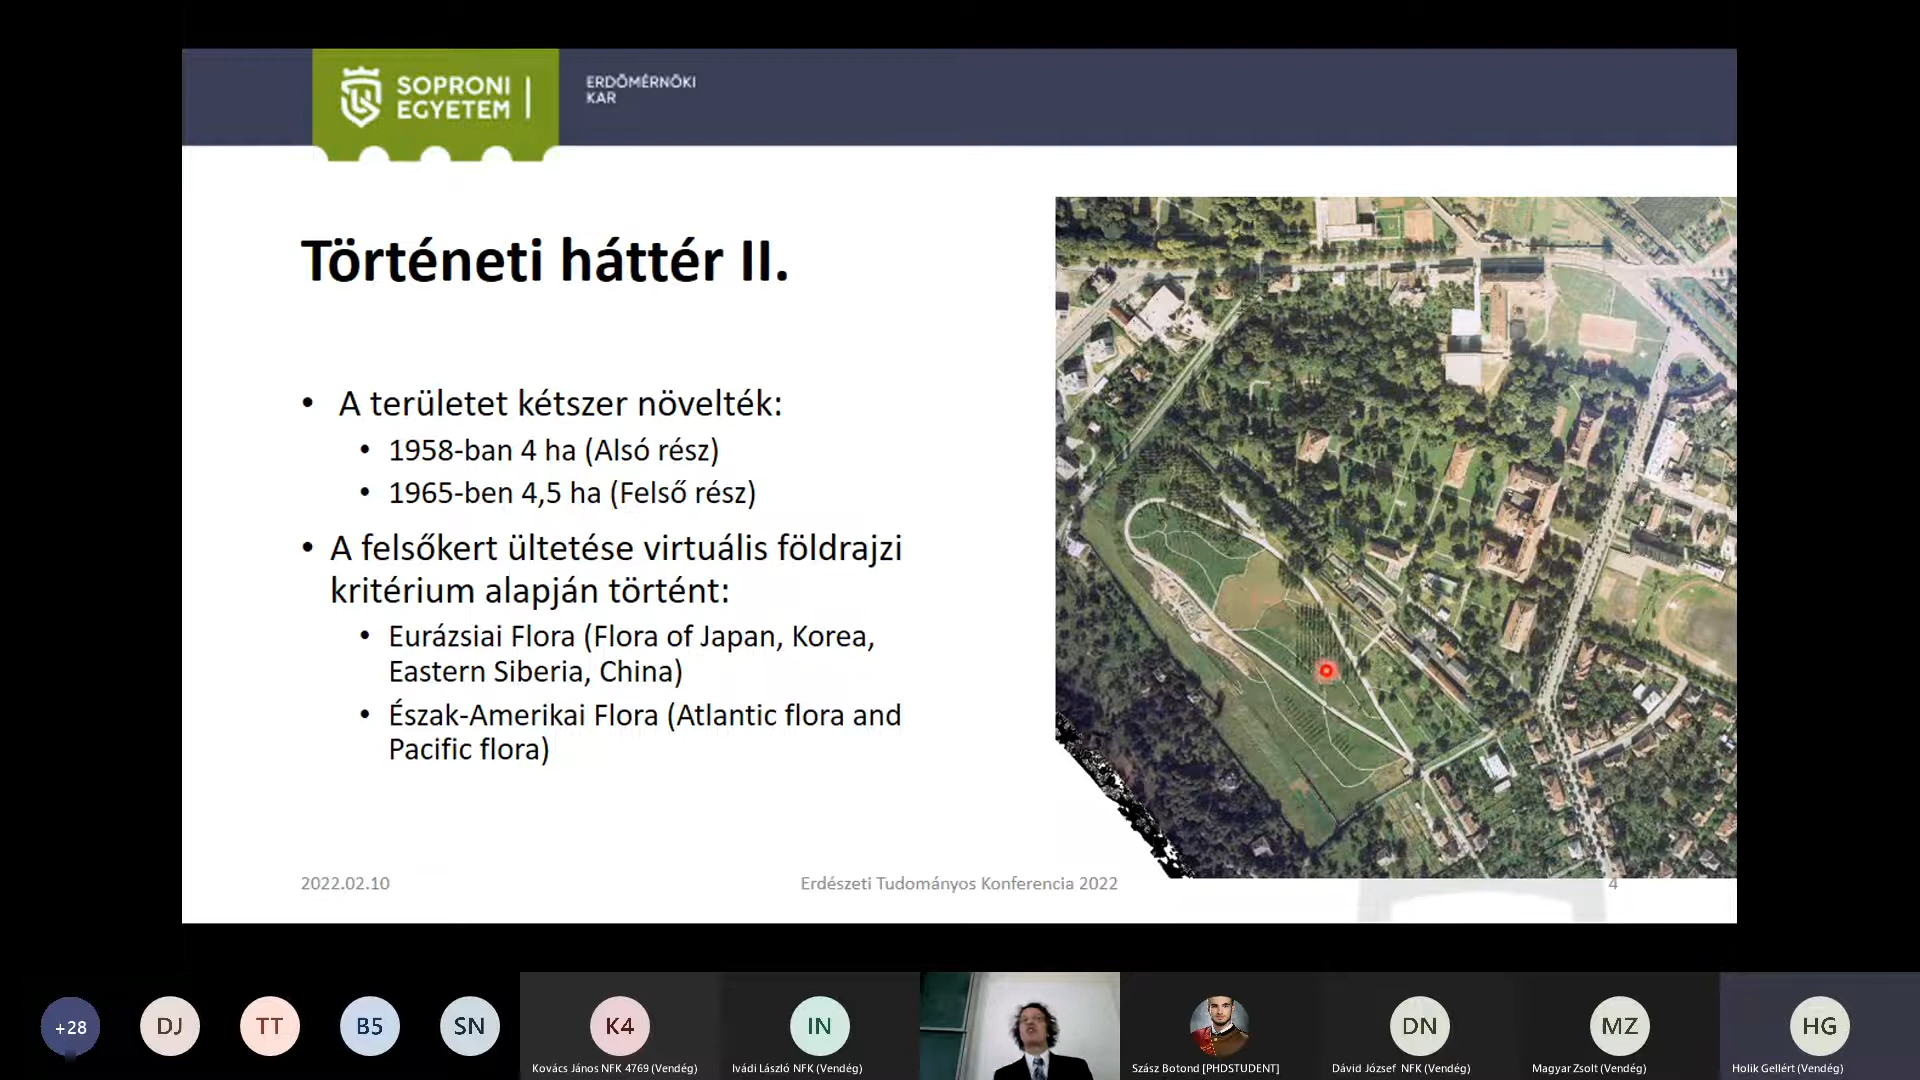 SOPRONI
EGYETEM
ERDŐMÉRNÖKI
KAR
Történeti háttér II.
• A területet kétszer növelték:
• 1958-ban 4 ha (Alsó rész)
• 1965-ben 4,5 ha (Felső rész)
• A felsőkert ültetése virtuális földrajzi
kritérium alapján történt:
• Eurázsiai Flora (Flora of Japan, Korea,
Eastern Siberia, China)
• Észak-Amerikai Flora (Atlantic flora and
Pacific flora)
2022.02.10
Erdészeti Tudományos Konferencia 2022
4
+28
DJ
TT
B5
SN
K4
IN
DN
MZ
HG
Kovács János NFK 4769 (Vendég)
Ivádi László NFK (Vendég)
Szász Botond [PHDSTUDENT]
Dávid József NFK (Vendég)
Magyar Zsolt (Vendég)
Holik Gellért (Vendég)